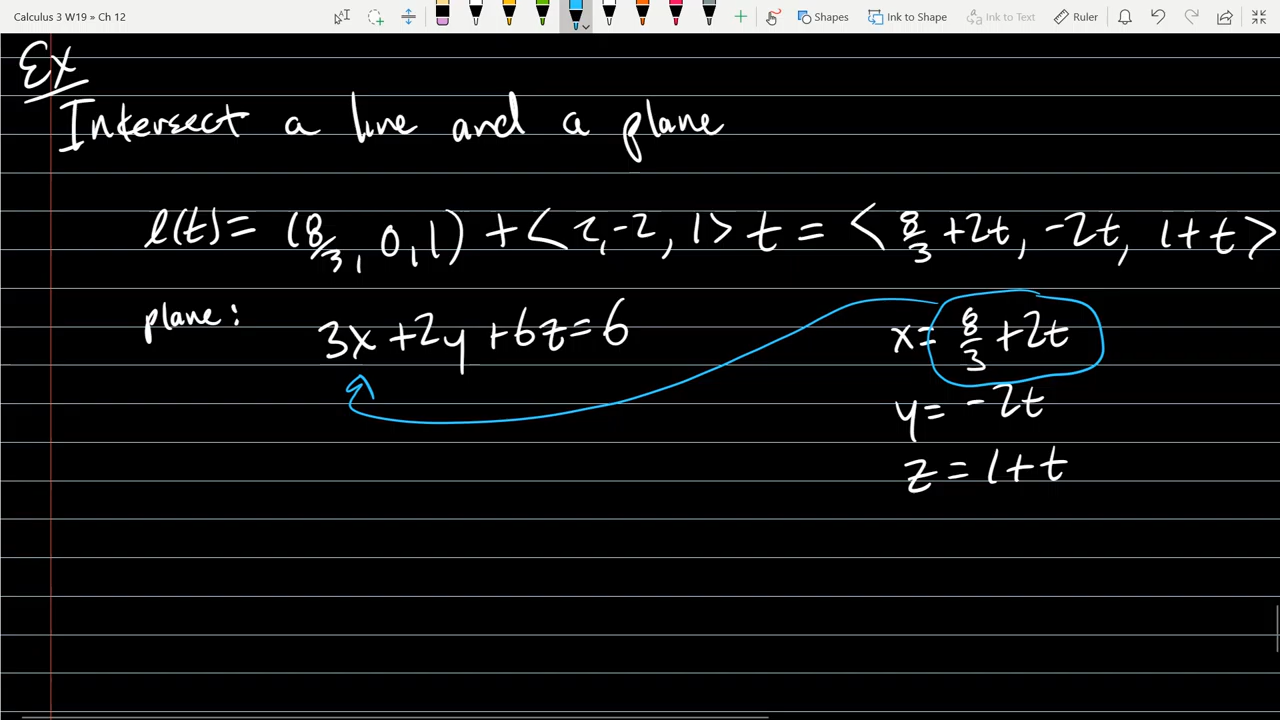 Calculus 3 W19 » Ch 12
Shapes
Ink to Shape
Ink to Text
Ruler
Ex
Intersect a line and a plane
l(t) = (8/3, 0, 1) + <2, -2, 1> t = <8/3 + 2t, -2t, 1 + t>
plane: 3x + 2y + 6z = 6
x = 8/3 + 2t
y = -2t
z = 1 + t